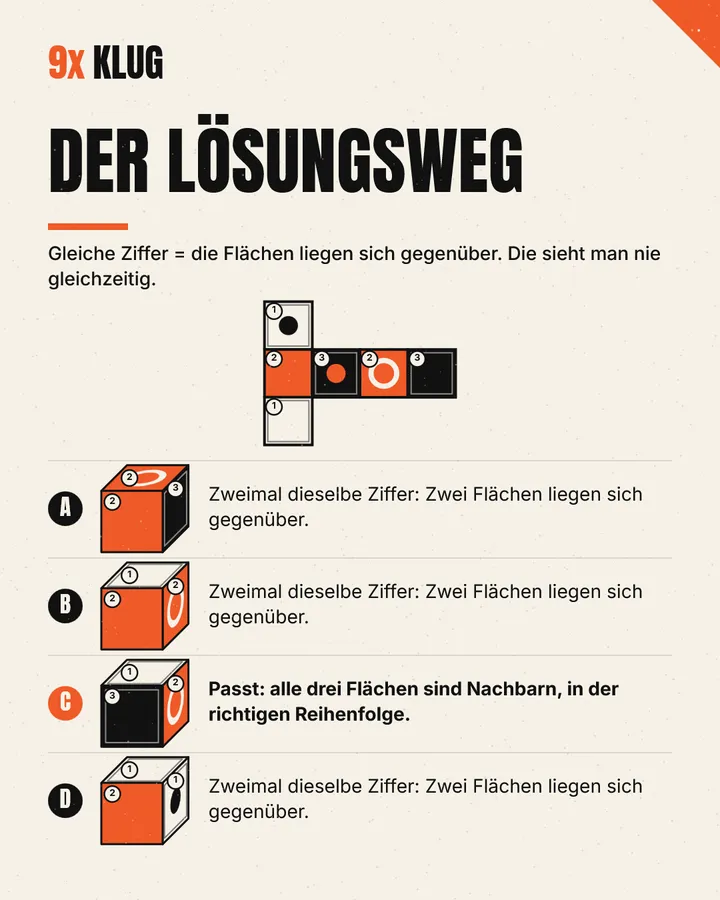 9x KLUG
DER LÖSUNGSWEG
Gleiche Ziffer = die Flächen liegen sich gegenüber. Die sieht man nie
gleichzeitig.
1
2 3 2 3
1
A
2
2 3
Zweimal dieselbe Ziffer: Zwei Flächen liegen sich
gegenüber.
B
1
2 2
Zweimal dieselbe Ziffer: Zwei Flächen liegen sich
gegenüber.
C
1
3 2
Passt: alle drei Flächen sind Nachbarn, in der
richtigen Reihenfolge.
D
1
2 1
Zweimal dieselbe Ziffer: Zwei Flächen liegen sich
gegenüber.